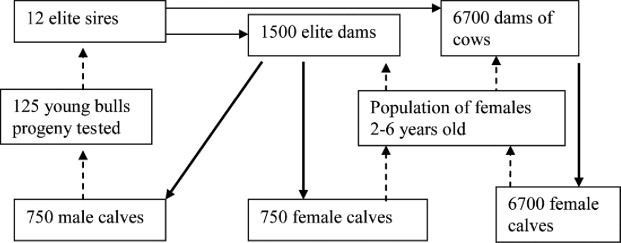 12 elite sires
1500 elite dams
6700 dams of
cows
125 young bulls
progeny tested
Population of females
2-6 years old
750 male calves
750 female calves
6700 female
calves